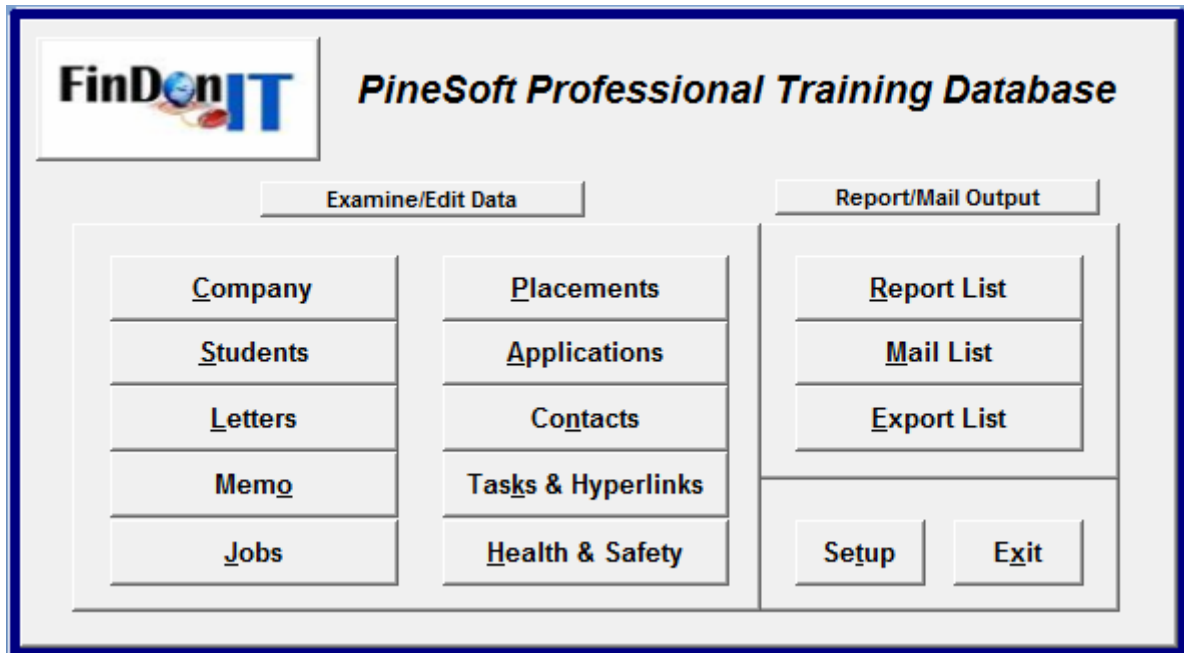 FinDonIT
PineSoft Professional Training Database
Examine/Edit Data
Report/Mail Output
Company
Placements
Report List
Students
Applications
Mail List
Letters
Contacts
Export List
Memo
Tasks & Hyperlinks
Jobs
Health & Safety
Setup
Exit